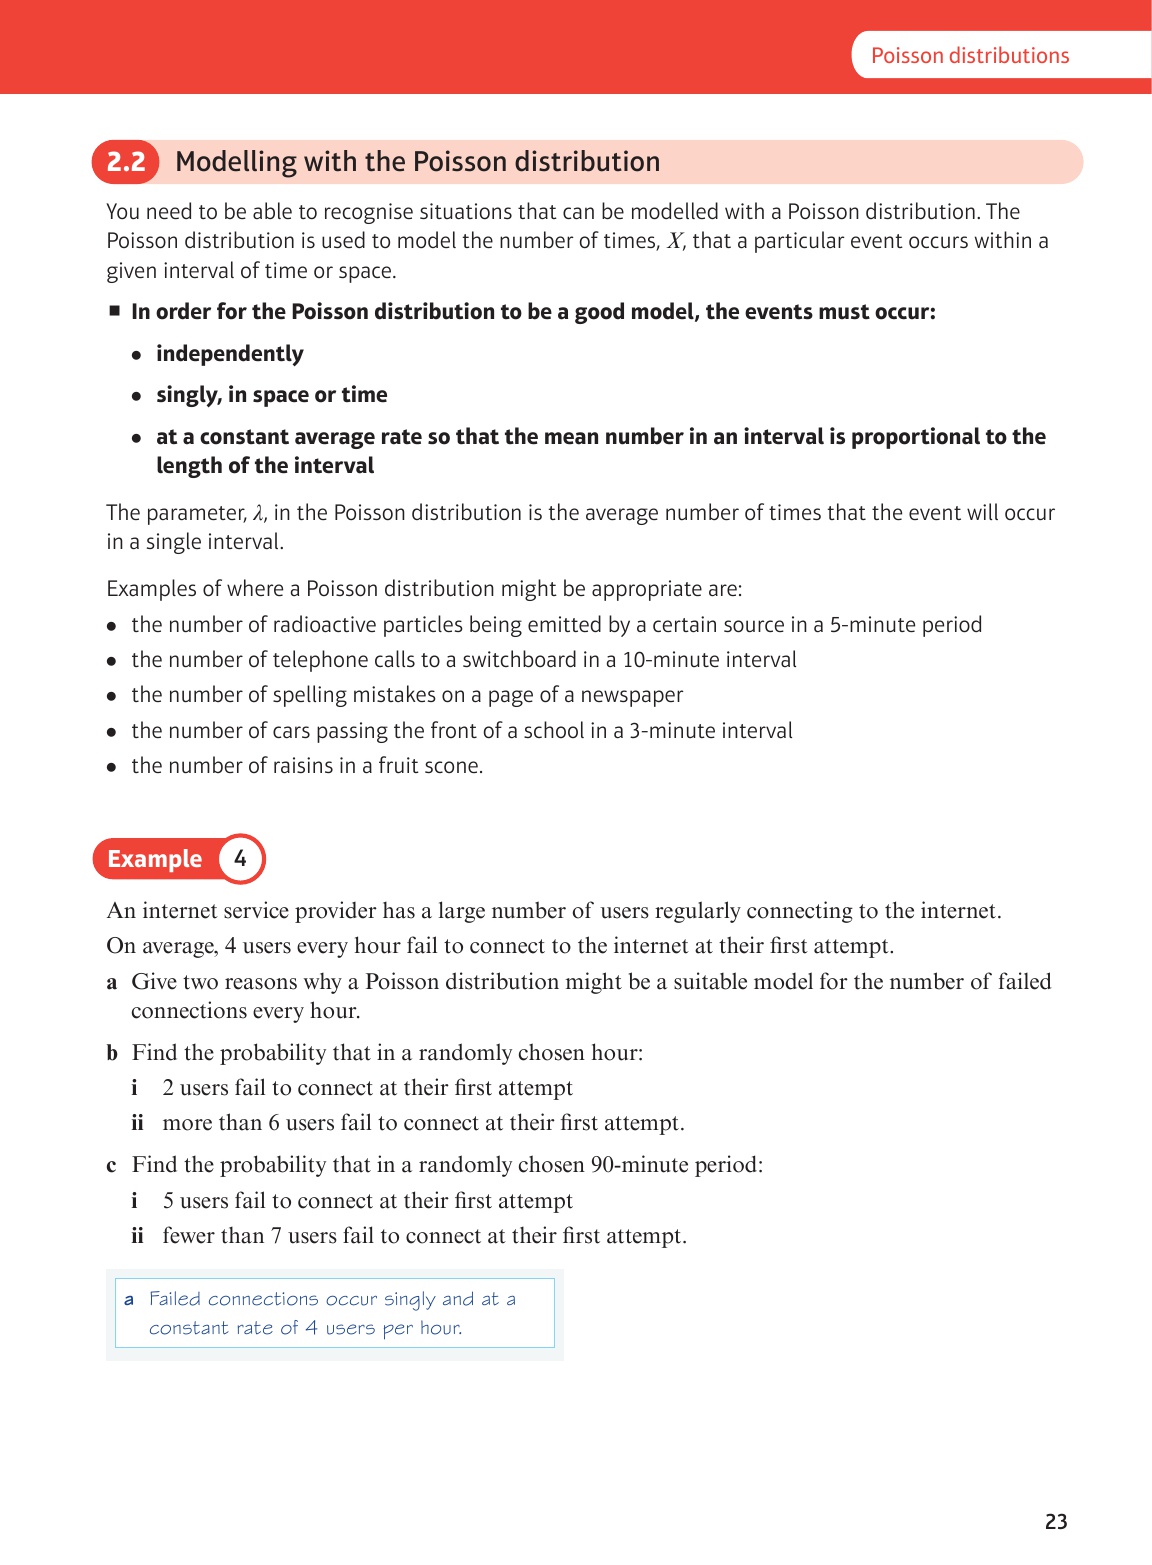 Poisson distributions
2.2 Modelling with the Poisson distribution
You need to be able to recognise situations that can be modelled with a Poisson distribution. The
Poisson distribution is used to model the number of times, X, that a particular event occurs within a
given interval of time or space.
■ In order for the Poisson distribution to be a good model, the events must occur:
• independently
• singly, in space or time
• at a constant average rate so that the mean number in an interval is proportional to the
length of the interval
The parameter, λ, in the Poisson distribution is the average number of times that the event will occur
in a single interval.
Examples of where a Poisson distribution might be appropriate are:
• the number of radioactive particles being emitted by a certain source in a 5-minute period
• the number of telephone calls to a switchboard in a 10-minute interval
• the number of spelling mistakes on a page of a newspaper
• the number of cars passing the front of a school in a 3-minute interval
• the number of raisins in a fruit scone.
Example 4
An internet service provider has a large number of users regularly connecting to the internet.
On average, 4 users every hour fail to connect to the internet at their first attempt.
a Give two reasons why a Poisson distribution might be a suitable model for the number of failed
connections every hour.
b Find the probability that in a randomly chosen hour:
i 2 users fail to connect at their first attempt
ii more than 6 users fail to connect at their first attempt.
c Find the probability that in a randomly chosen 90-minute period:
i 5 users fail to connect at their first attempt
ii fewer than 7 users fail to connect at their first attempt.
a Failed connections occur singly and at a
constant rate of 4 users per hour.
23